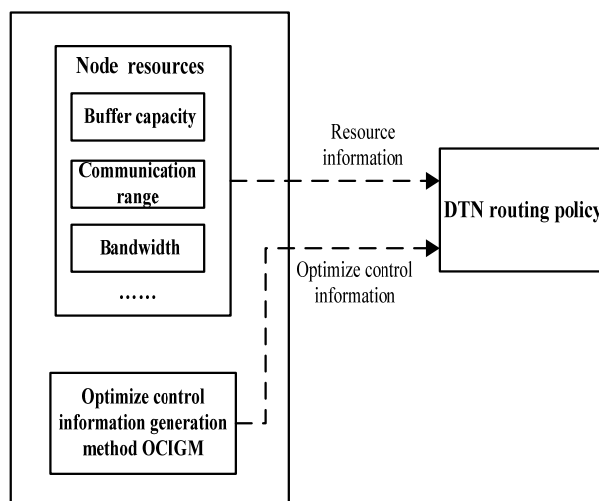 Node resources
Buffer capacity
Communication
range
Bandwidth
......
Optimize control
information generation
method OCIGM
Resource
information
Optimize control
information
DTN routing policy